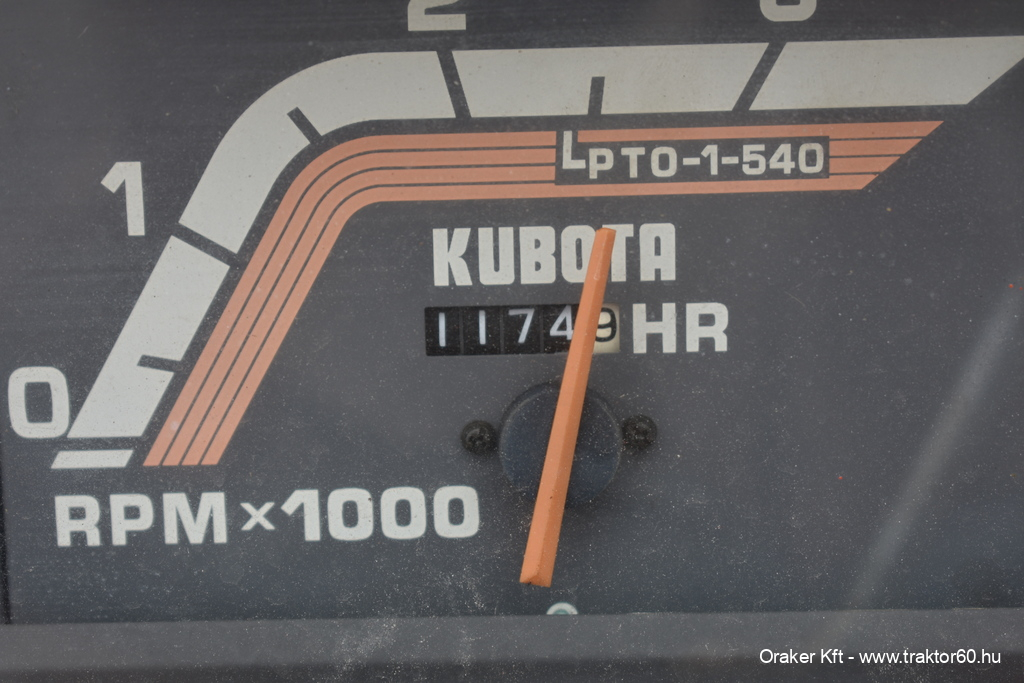 2
1
LPTO-1-540
KUBOTA
11749 HR
0
RPM×1000
Oraker Kft - www.traktor60.hu